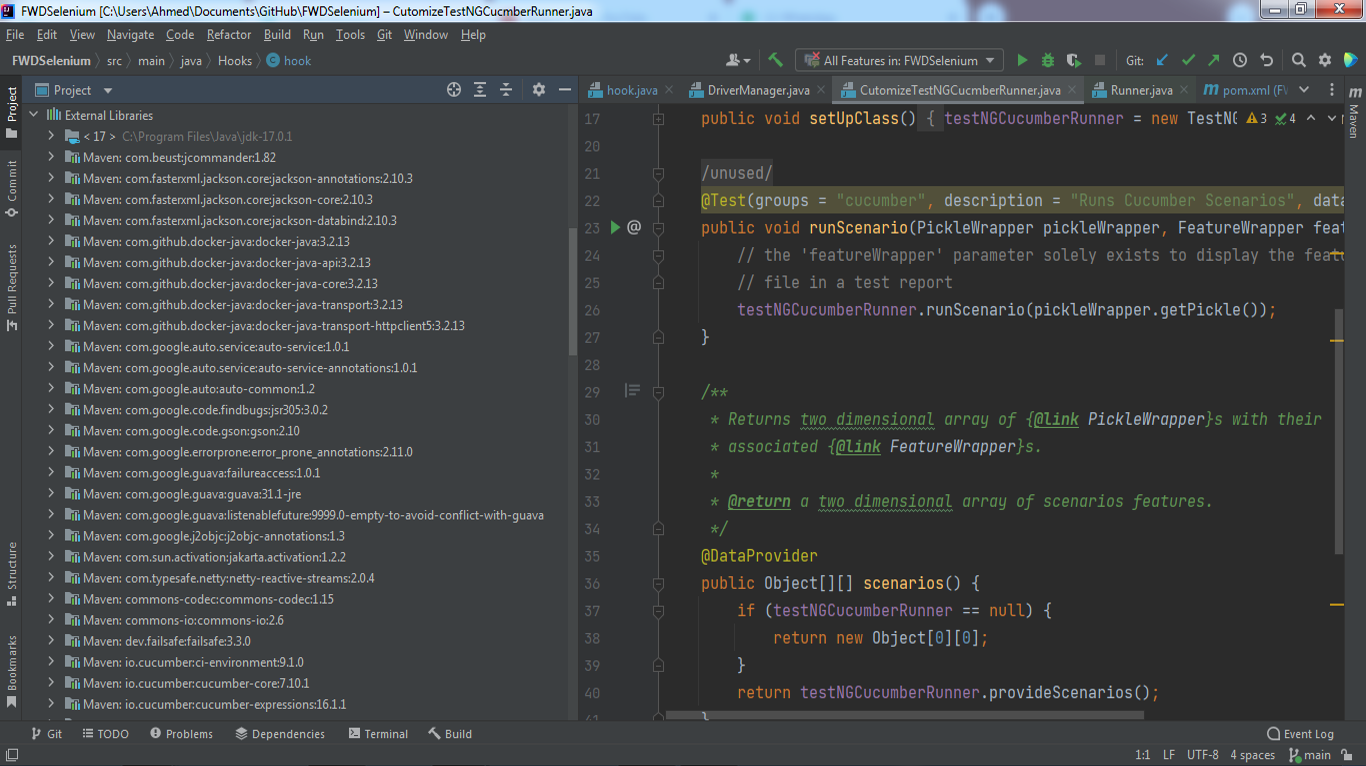 FWDSelenium [C:\Users\Ahmed\Documents\GitHub\FWDSelenium] – CutomizeTestNGCucmberRunner.java
File Edit View Navigate Code Refactor Build Run Tools Git Window Help
FWDSelenium src main java Hooks hook
All Features in: FWDSelenium
Git:
Project
Commit
Pull Requests
Structure
Bookmarks
Project
External Libraries
< 17 > C:\Program Files\Java\jdk-17.0.1
Maven: com.beust:jcommander:1.82
Maven: com.fasterxml.jackson.core:jackson-annotations:2.10.3
Maven: com.fasterxml.jackson.core:jackson-core:2.10.3
Maven: com.fasterxml.jackson.core:jackson-databind:2.10.3
Maven: com.github.docker-java:docker-java:3.2.13
Maven: com.github.docker-java:docker-java-api:3.2.13
Maven: com.github.docker-java:docker-java-core:3.2.13
Maven: com.github.docker-java:docker-java-transport:3.2.13
Maven: com.github.docker-java:docker-java-transport-httpclient5:3.2.13
Maven: com.google.auto.service:auto-service:1.0.1
Maven: com.google.auto.service:auto-service-annotations:1.0.1
Maven: com.google.auto:auto-common:1.2
Maven: com.google.code.findbugs:jsr305:3.0.2
Maven: com.google.code.gson:gson:2.10
Maven: com.google.errorprone:error_prone_annotations:2.11.0
Maven: com.google.guava:failureaccess:1.0.1
Maven: com.google.guava:guava:31.1-jre
Maven: com.google.guava:listenablefuture:9999.0-empty-to-avoid-conflict-with-guava
Maven: com.google.j2objc:j2objc-annotations:1.3
Maven: com.sun.activation:jakarta.activation:1.2.2
Maven: com.typesafe.netty:netty-reactive-streams:2.0.4
Maven: commons-codec:commons-codec:1.15
Maven: commons-io:commons-io:2.6
Maven: dev.failsafe:failsafe:3.3.0
Maven: io.cucumber:ci-environment:9.1.0
Maven: io.cucumber:cucumber-core:7.10.1
Maven: io.cucumber:cucumber-expressions:16.1.1
hook.java DriverManager.java CutomizeTestNGCucmberRunner.java Runner.java pom.xml (FW
Maven
17 public void setUpClass() { testNGCucumberRunner = new TestNG 3 4
20
21 /unused/
22 @Test(groups = "cucumber", description = "Runs Cucumber Scenarios", data
23 @ public void runScenario(PickleWrapper pickleWrapper, FeatureWrapper feat
24 // the 'featureWrapper' parameter solely exists to display the featu
25 // file in a test report
26 testNGCucumberRunner.runScenario(pickleWrapper.getPickle());
27 }
28
29 /**
30 * Returns two dimensional array of {@link PickleWrapper}s with their
31 * associated {@link FeatureWrapper}s.
32 *
33 * @return a two dimensional array of scenarios features.
34 */
35 @DataProvider
36 public Object[][] scenarios() {
37 if (testNGCucumberRunner == null) {
38 return new Object[0][0];
39 }
40 return testNGCucumberRunner.provideScenarios();
41 }
Git TODO Problems Dependencies Terminal Build Event Log
1:1 LF UTF-8 4 spaces main